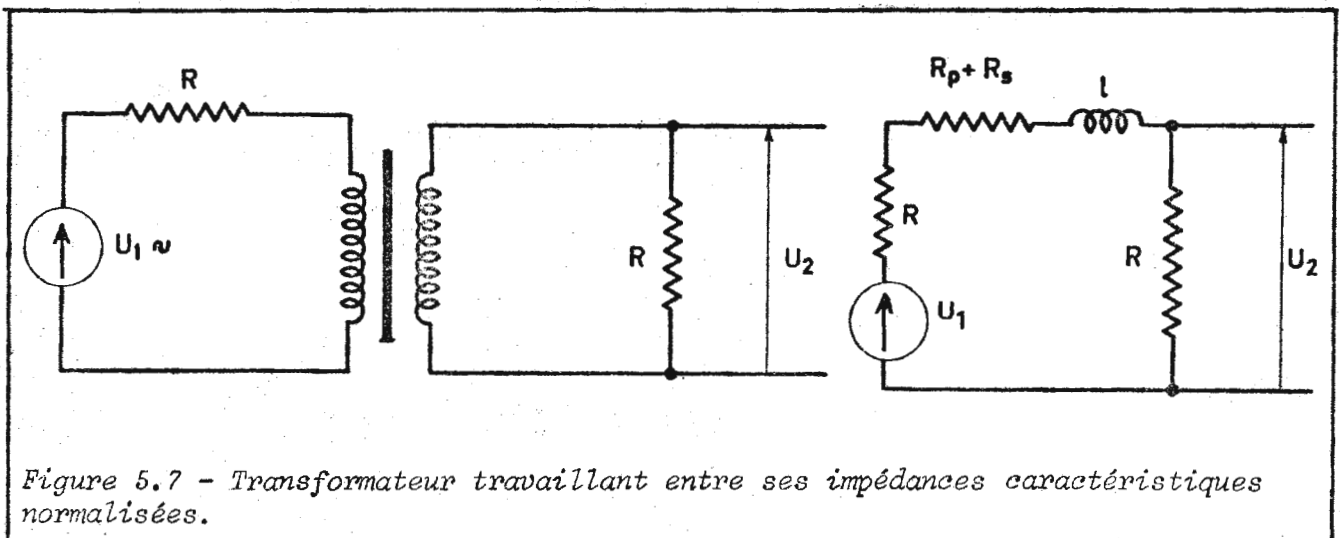 R
U₁ ~
R
U₂
Rp + Rs
l
R
U₁
R
U₂
Figure 5.7 - Transformateur travaillant entre ses impédances caractéristiques
normalisées.